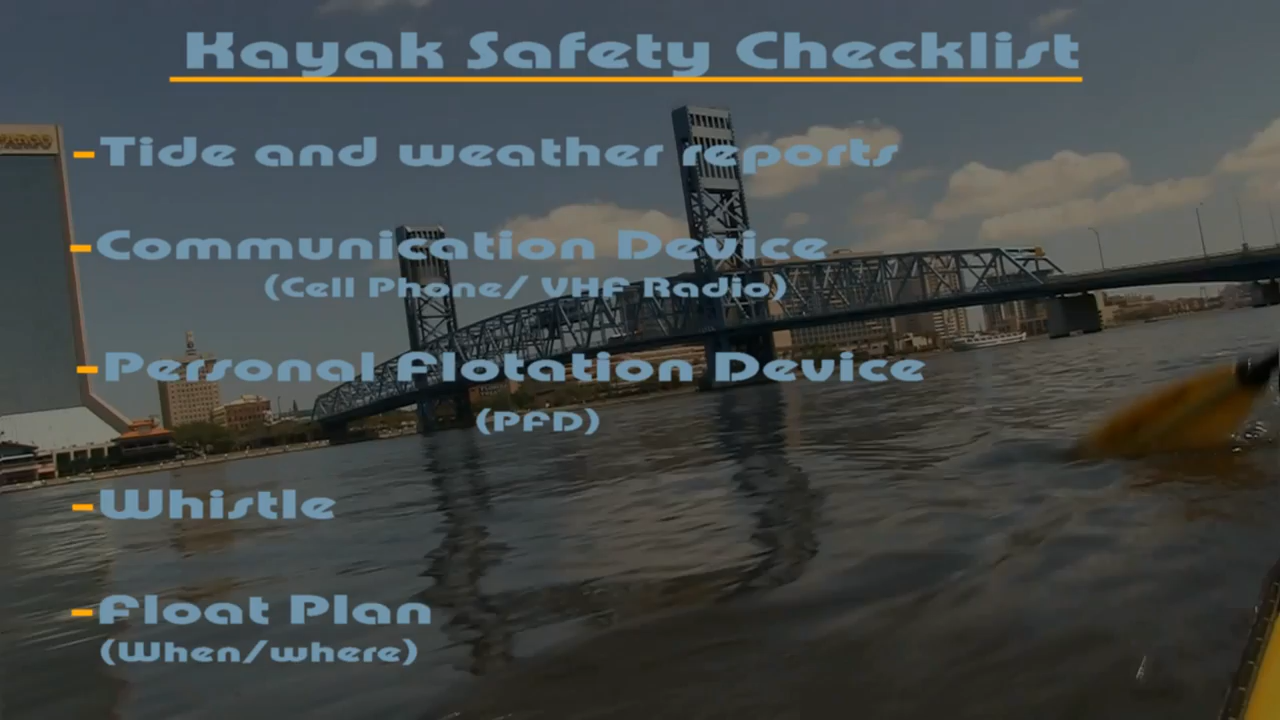 Kayak Safety Checklist
-Tide and weather reports
-Communication Device
(Cell Phone/ VHF Radio)
-Personal Flotation Device
(PFD)
-Whistle
-Float Plan
(When/where)